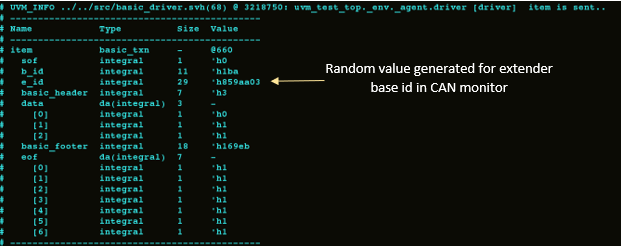 # UVM_INFO ../../src/basic_driver.svh(68) @ 3218750: uvm_test_top._env._agent.driver [driver] item is sent..
# ------------------------------------------
# Name Type Size Value
# ------------------------------------------
# item basic_txn - @660
# sof integral 1 'h0
# b_id integral 11 'h1ba
# e_id integral 29 'h859aa03
# basic_header integral 7 'h3
# data da(integral) 3 -
# [0] integral 1 'h0
# [1] integral 1 'h1
# [2] integral 1 'h1
# basic_footer integral 18 'h169eb
# eof da(integral) 7 -
# [0] integral 1 'h1
# [1] integral 1 'h1
# [2] integral 1 'h1
# [3] integral 1 'h1
# [4] integral 1 'h1
# [5] integral 1 'h1
# [6] integral 1 'h1
# ------------------------------------------
Random value generated for extender
base id in CAN monitor